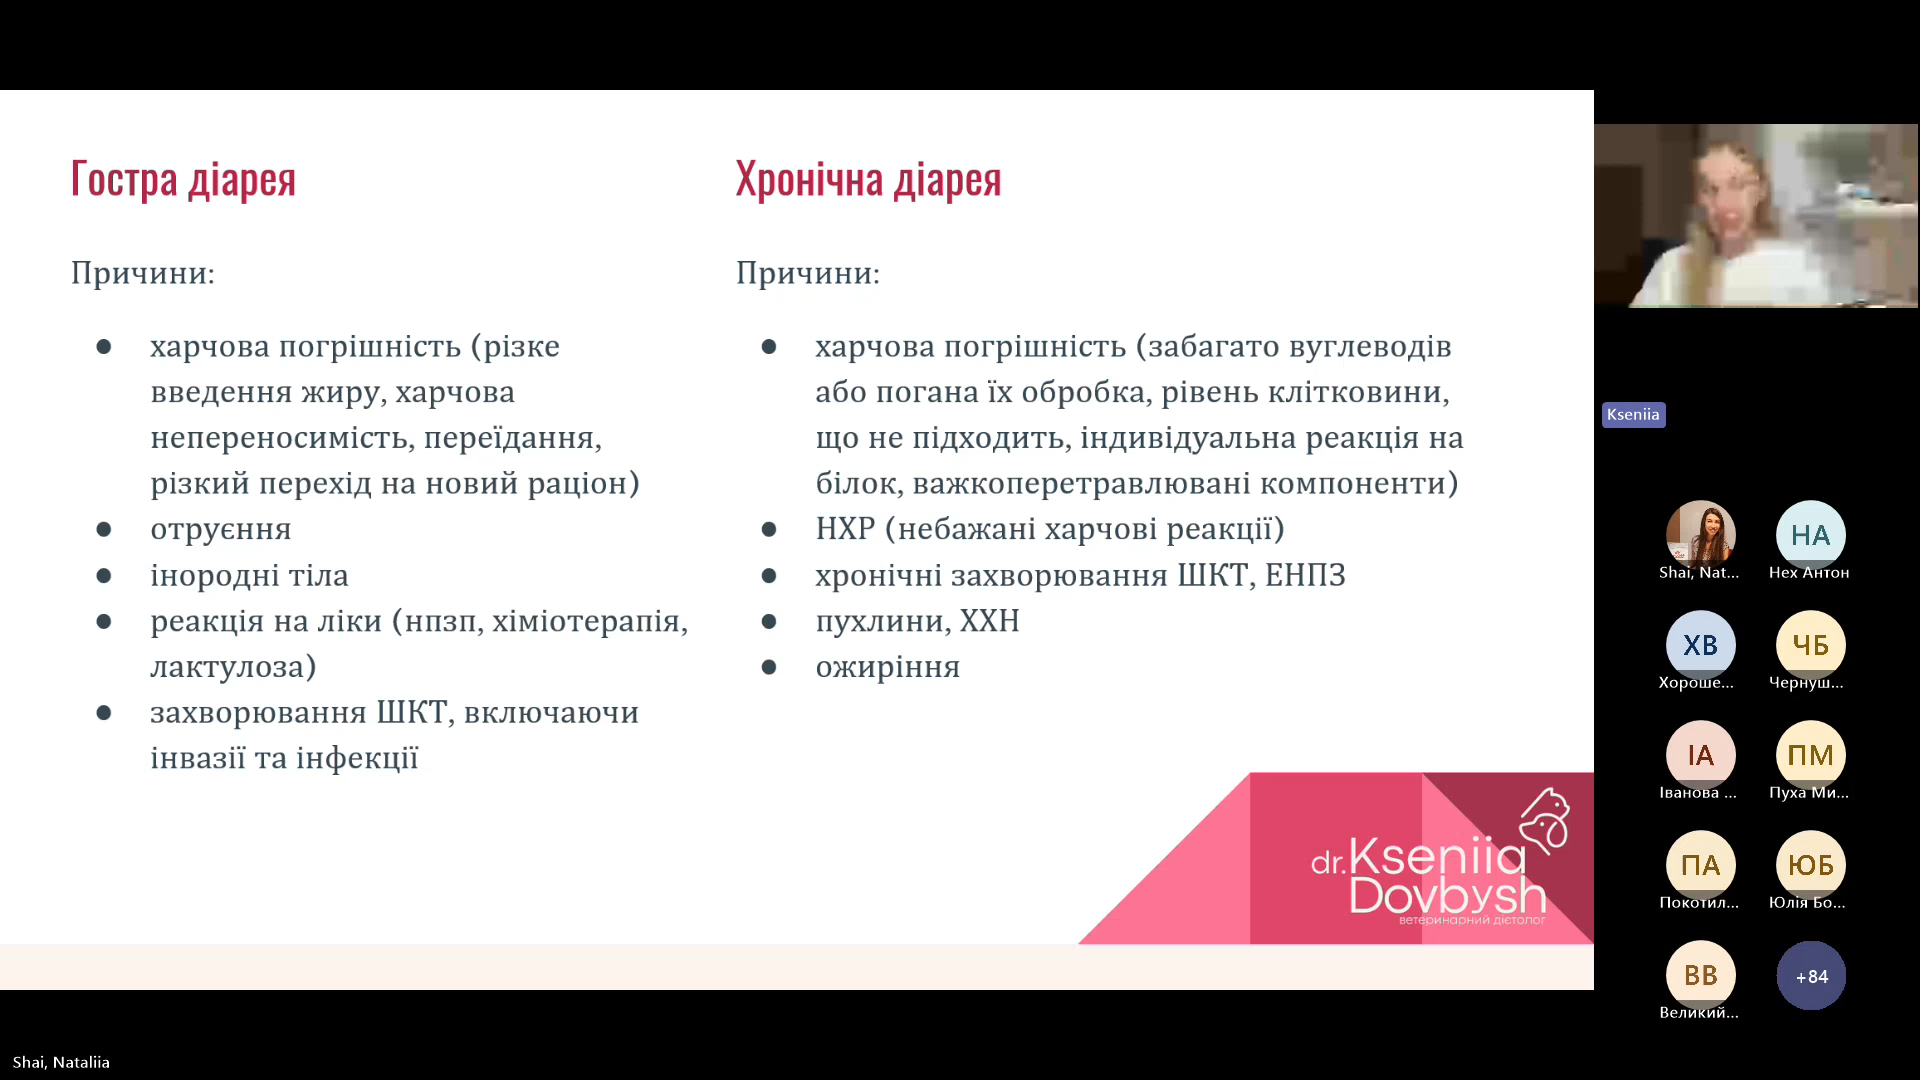 Гостра діарея
Причини:
● харчова погрішність (різке
введення жиру, харчова
непереносимість, переїдання,
різкий перехід на новий раціон)
● отруєння
● інородні тіла
● реакція на ліки (нпзп, хіміотерапія,
лактулоза)
● захворювання ШКТ, включаючи
інвазії та інфекції
Хронічна діарея
Причини:
● харчова погрішність (забагато вуглеводів
або погана їх обробка, рівень клітковини,
що не підходить, індивідуальна реакція на
білок, важкоперетравлювані компоненти)
● НХР (небажані харчові реакції)
● хронічні захворювання ШКТ, ЕНПЗ
● пухлини, ХХН
● ожиріння
dr. Kseniia
Dovbysh
ветеринарний дієтолог
Kseniia
Shai, Nat...
НА
Нех Антон
ХВ
Хороше...
ЧБ
Чернуш...
ІА
Іванова ...
ПМ
Пуха Ми...
ПА
Покотил...
ЮБ
Юлія Бо...
ВВ
Великий...
+84
Shai, Nataliia